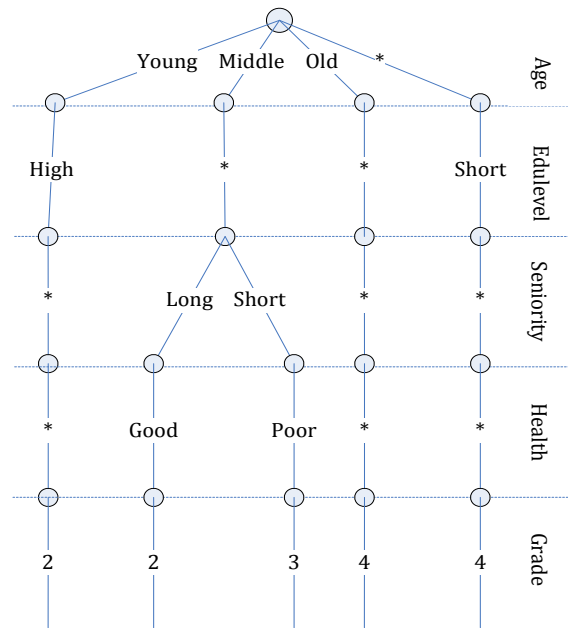 Young Middle Old *
Age
High * * Short
Edulevel
* Long Short * *
Seniority
* Good Poor * *
Health
2 2 3 4 4
Grade